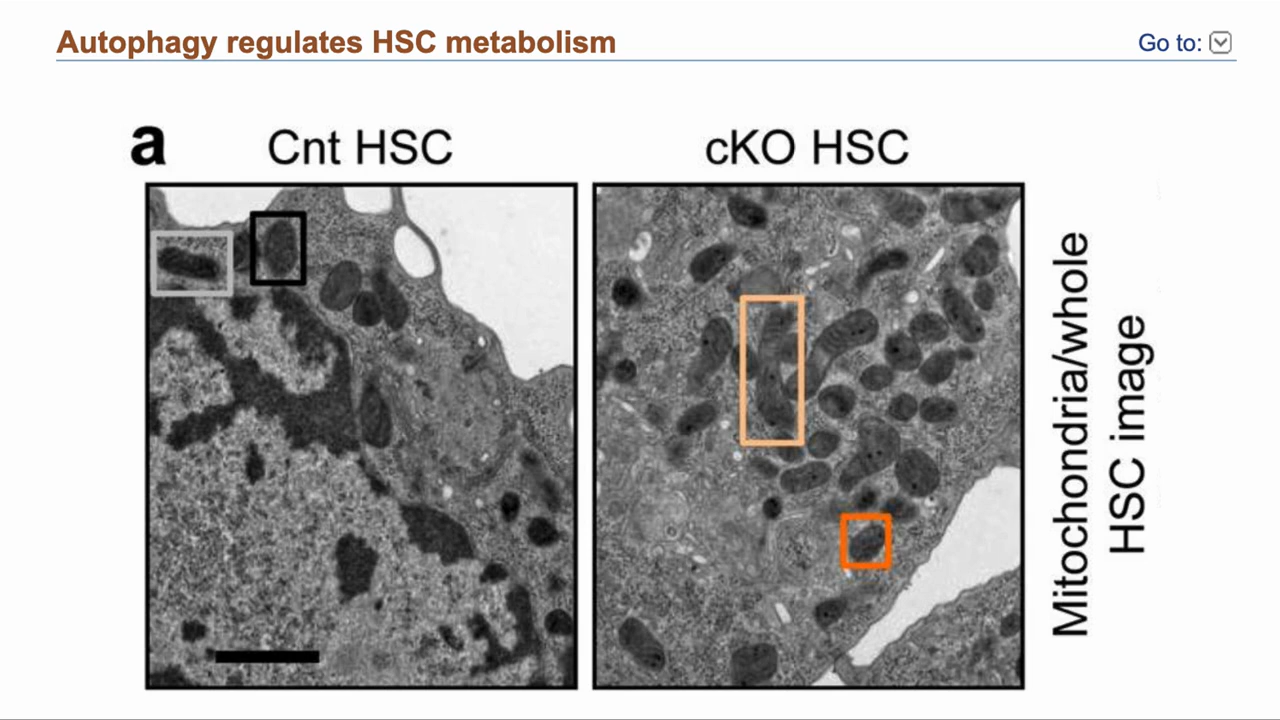 Autophagy regulates HSC metabolism
Go to:
a
Cnt HSC
cKO HSC
Mitochondria/whole
HSC image